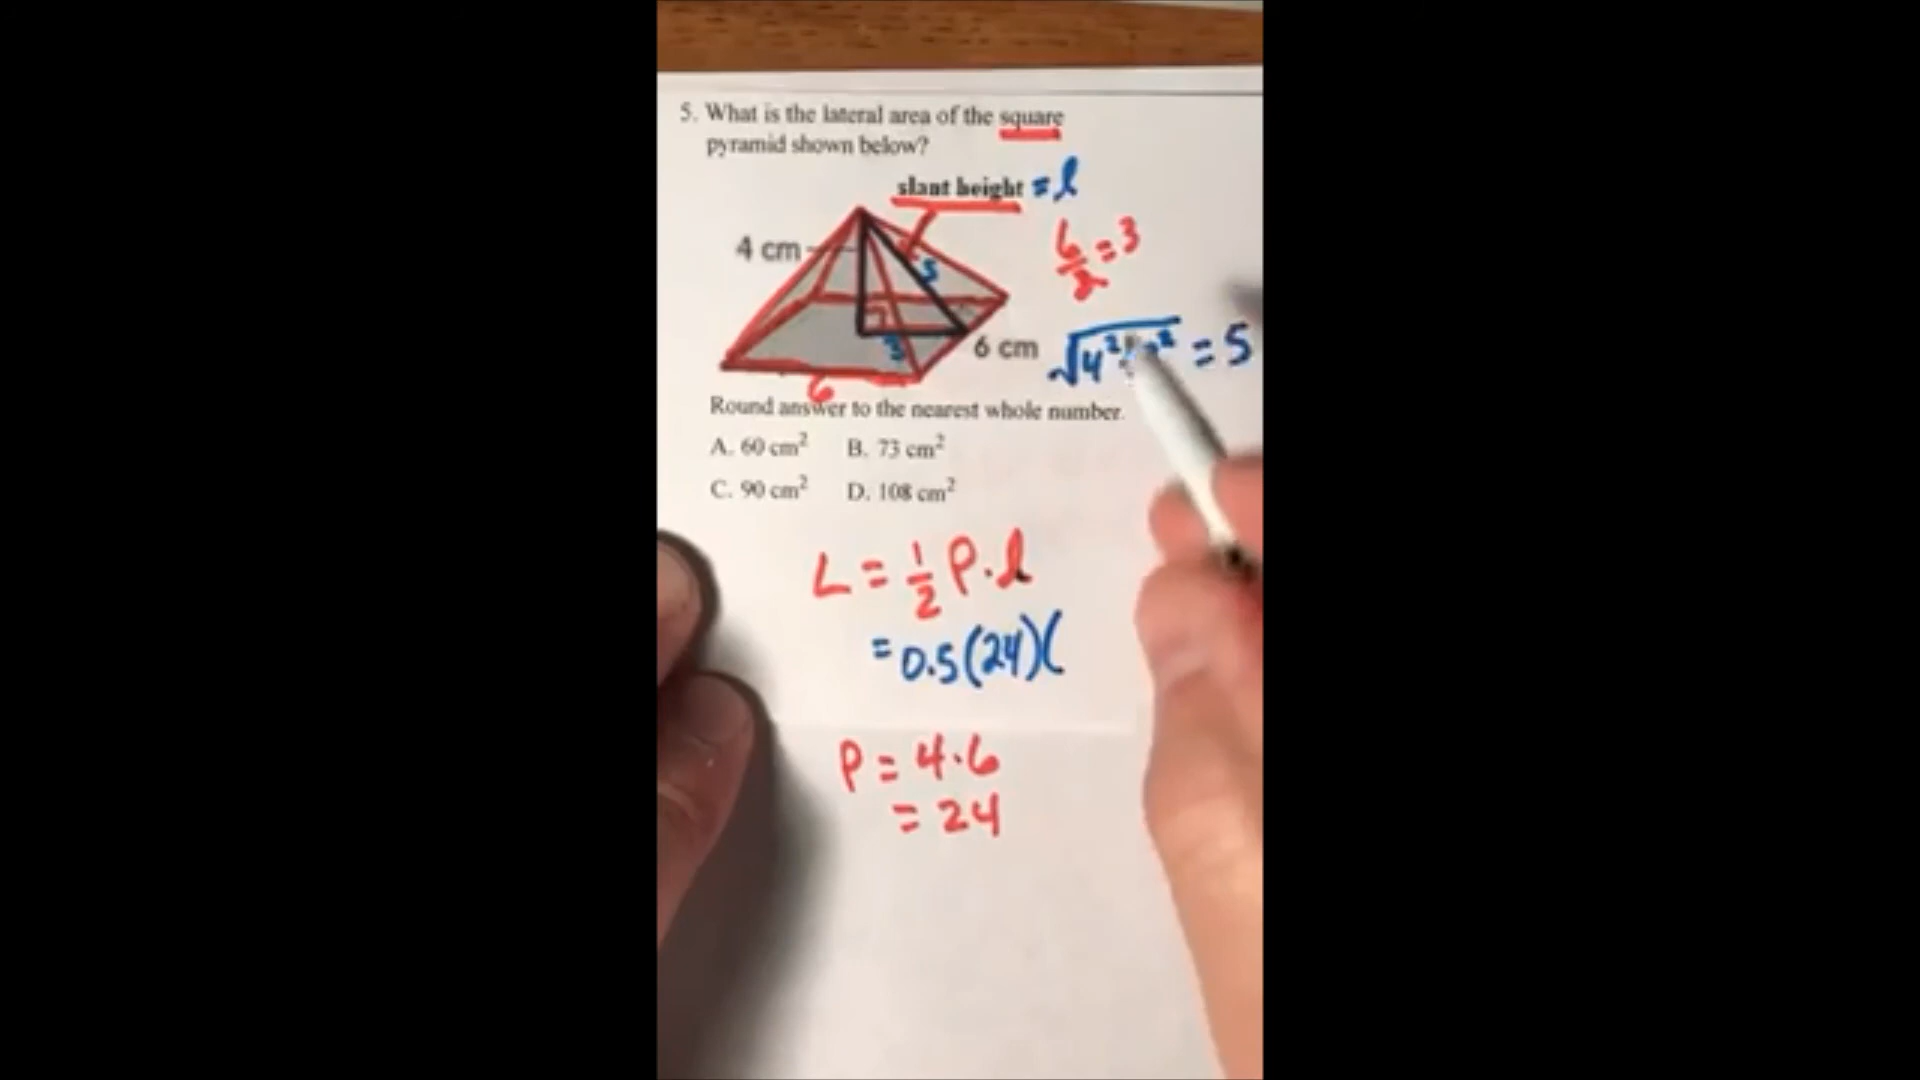 5. What is the lateral area of the square
pyramid shown below?
slant height = l
4 cm
6/2 = 3
5
3
6 cm
√4² = 5
6
Round answer to the nearest whole number.
A. 60 cm² B. 73 cm²
C. 90 cm² D. 108 cm²
L = 1/2 P · l
= 0.5(24)(
P = 4 · 6
= 24